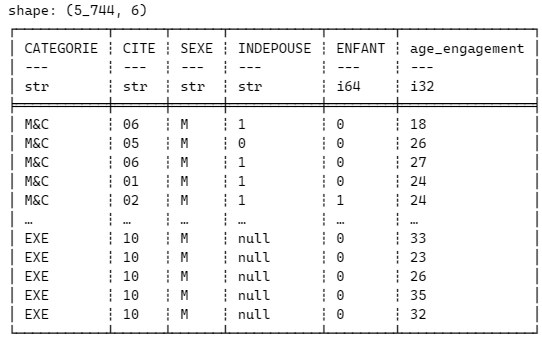 shape: (5_744, 6)
CATEGORIE ┆ CITE ┆ SEXE ┆ INDEPOUSE ┆ ENFANT ┆ age_engagement
--- ┆ --- ┆ --- ┆ --- ┆ --- ┆ ---
str ┆ str ┆ str ┆ str ┆ i64 ┆ i32
M&C ┆ 06 ┆ M ┆ 1 ┆ 0 ┆ 18
M&C ┆ 05 ┆ M ┆ 0 ┆ 0 ┆ 26
M&C ┆ 06 ┆ M ┆ 1 ┆ 0 ┆ 27
M&C ┆ 01 ┆ M ┆ 1 ┆ 0 ┆ 24
M&C ┆ 02 ┆ M ┆ 1 ┆ 1 ┆ 24
… ┆ … ┆ … ┆ … ┆ … ┆ …
EXE ┆ 10 ┆ M ┆ null ┆ 0 ┆ 33
EXE ┆ 10 ┆ M ┆ null ┆ 0 ┆ 23
EXE ┆ 10 ┆ M ┆ null ┆ 0 ┆ 26
EXE ┆ 10 ┆ M ┆ null ┆ 0 ┆ 35
EXE ┆ 10 ┆ M ┆ null ┆ 0 ┆ 32